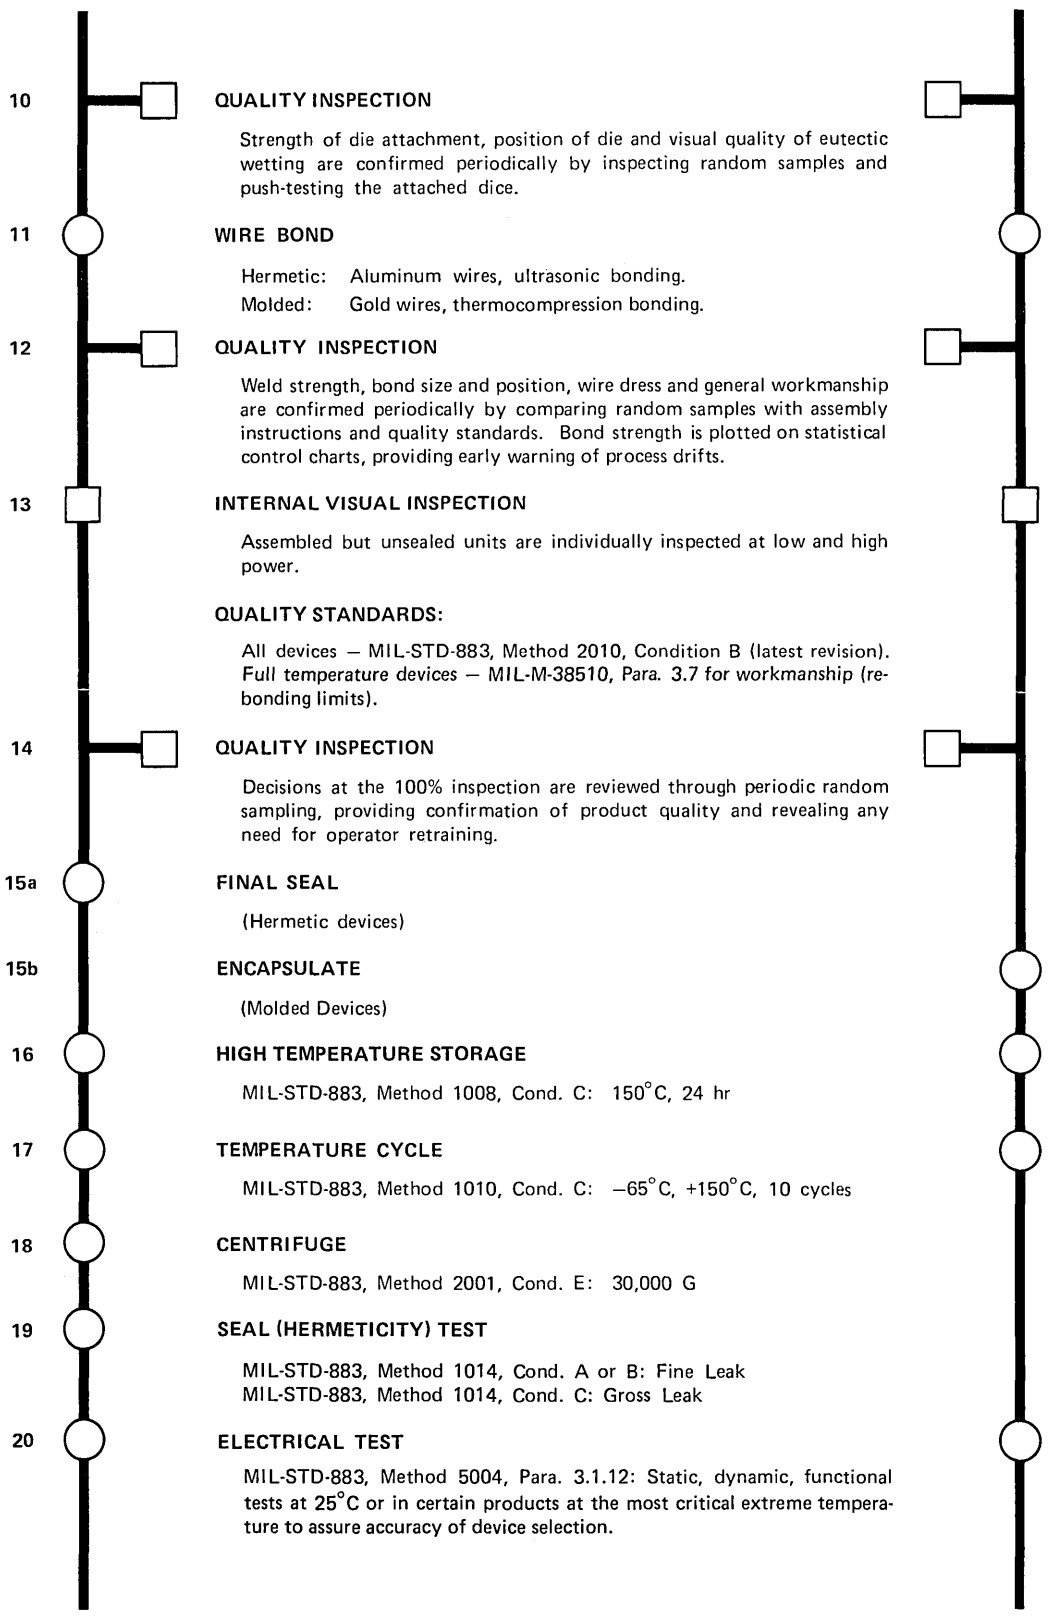 10 QUALITY INSPECTION
Strength of die attachment, position of die and visual quality of eutectic
wetting are confirmed periodically by inspecting random samples and
push-testing the attached dice.
11 WIRE BOND
Hermetic: Aluminum wires, ultrasonic bonding.
Molded: Gold wires, thermocompression bonding.
12 QUALITY INSPECTION
Weld strength, bond size and position, wire dress and general workmanship
are confirmed periodically by comparing random samples with assembly
instructions and quality standards. Bond strength is plotted on statistical
control charts, providing early warning of process drifts.
13 INTERNAL VISUAL INSPECTION
Assembled but unsealed units are individually inspected at low and high
power.
QUALITY STANDARDS:
All devices — MIL-STD-883, Method 2010, Condition B (latest revision).
Full temperature devices — MIL-M-38510, Para. 3.7 for workmanship (re-
bonding limits).
14 QUALITY INSPECTION
Decisions at the 100% inspection are reviewed through periodic random
sampling, providing confirmation of product quality and revealing any
need for operator retraining.
15a FINAL SEAL
(Hermetic devices)
15b ENCAPSULATE
(Molded Devices)
16 HIGH TEMPERATURE STORAGE
MIL-STD-883, Method 1008, Cond. C: 150°C, 24 hr
17 TEMPERATURE CYCLE
MIL-STD-883, Method 1010, Cond. C: —65°C, +150°C, 10 cycles
18 CENTRIFUGE
MIL-STD-883, Method 2001, Cond. E: 30,000 G
19 SEAL (HERMETICITY) TEST
MIL-STD-883, Method 1014, Cond. A or B: Fine Leak
MIL-STD-883, Method 1014, Cond. C: Gross Leak
20 ELECTRICAL TEST
MIL-STD-883, Method 5004, Para. 3.1.12: Static, dynamic, functional
tests at 25°C or in certain products at the most critical extreme tempera-
ture to assure accuracy of device selection.